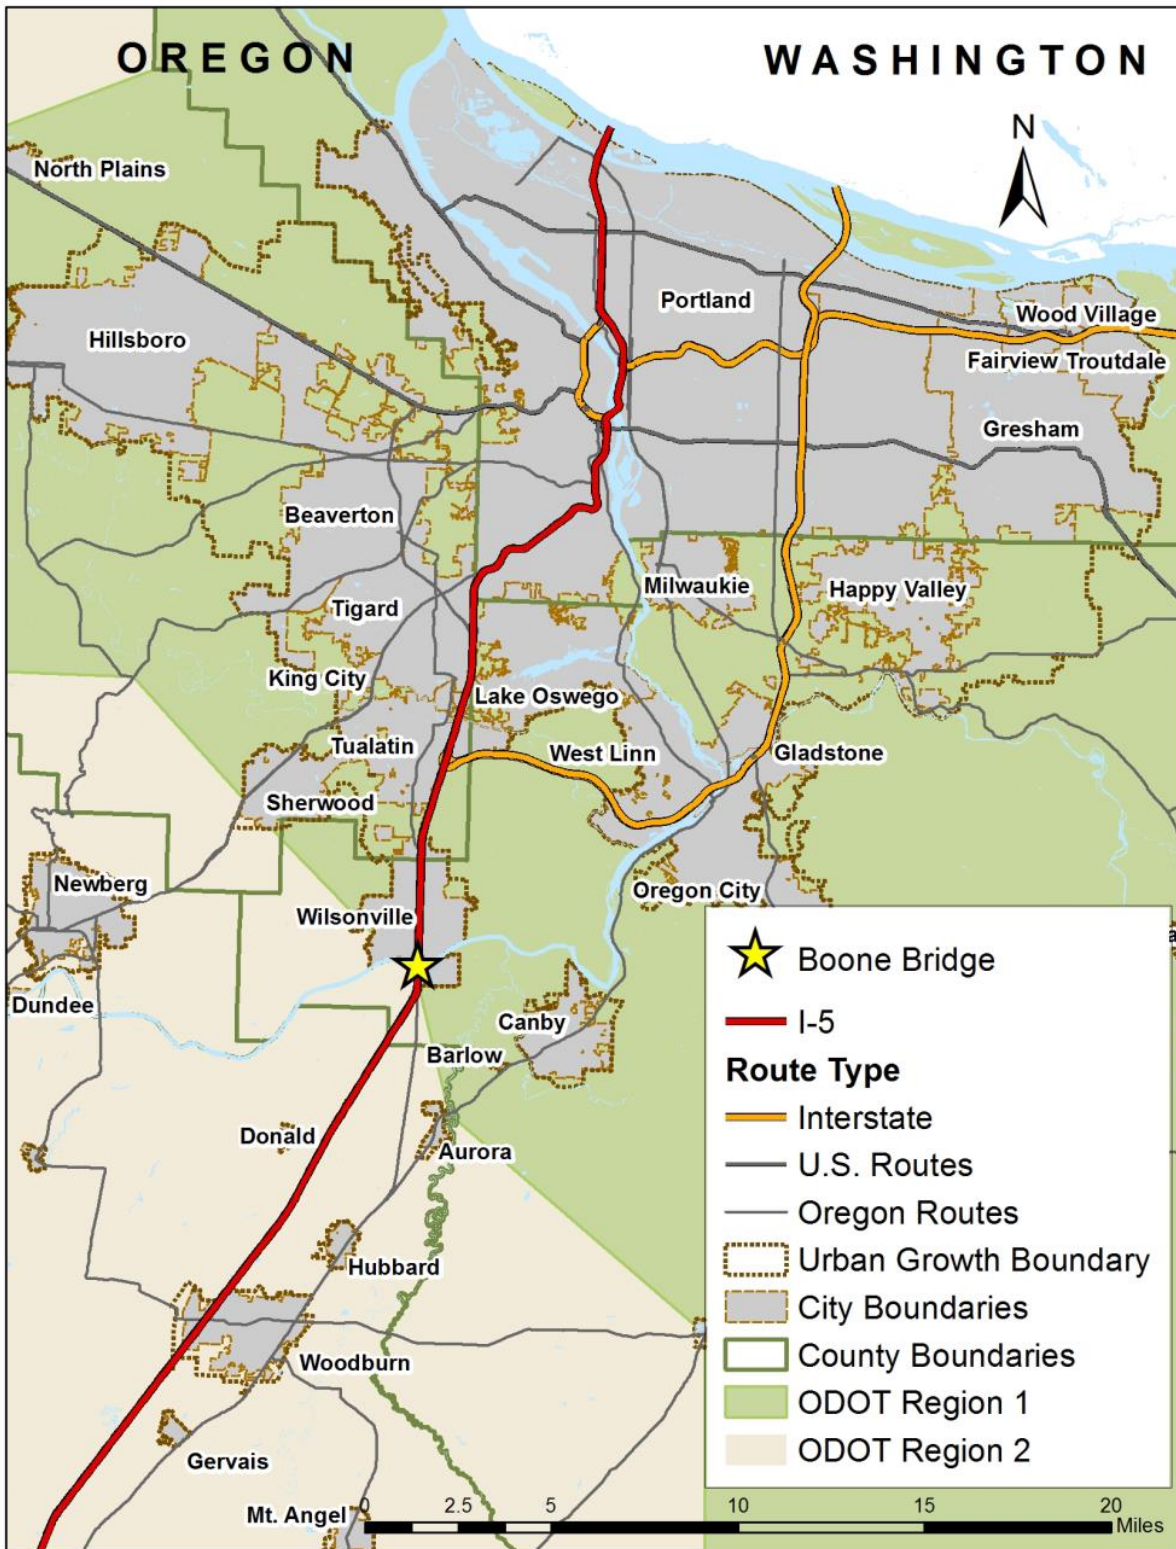 OREGON
WASHINGTON
N
North Plains
Portland
Wood Village
Hillsboro
Fairview Troutdale
Gresham
Beaverton
Milwaukie
Happy Valley
Tigard
King City
Lake Oswego
Tualatin
West Linn
Gladstone
Sherwood
Newberg
Oregon City
Wilsonville
Dundee
Canby
Barlow
Donald
Aurora
Hubbard
Woodburn
Gervais
Mt. Angel
Boone Bridge
I-5
Route Type
Interstate
U.S. Routes
Oregon Routes
Urban Growth Boundary
City Boundaries
County Boundaries
ODOT Region 1
ODOT Region 2
0 2.5 5 10 15 20
Miles